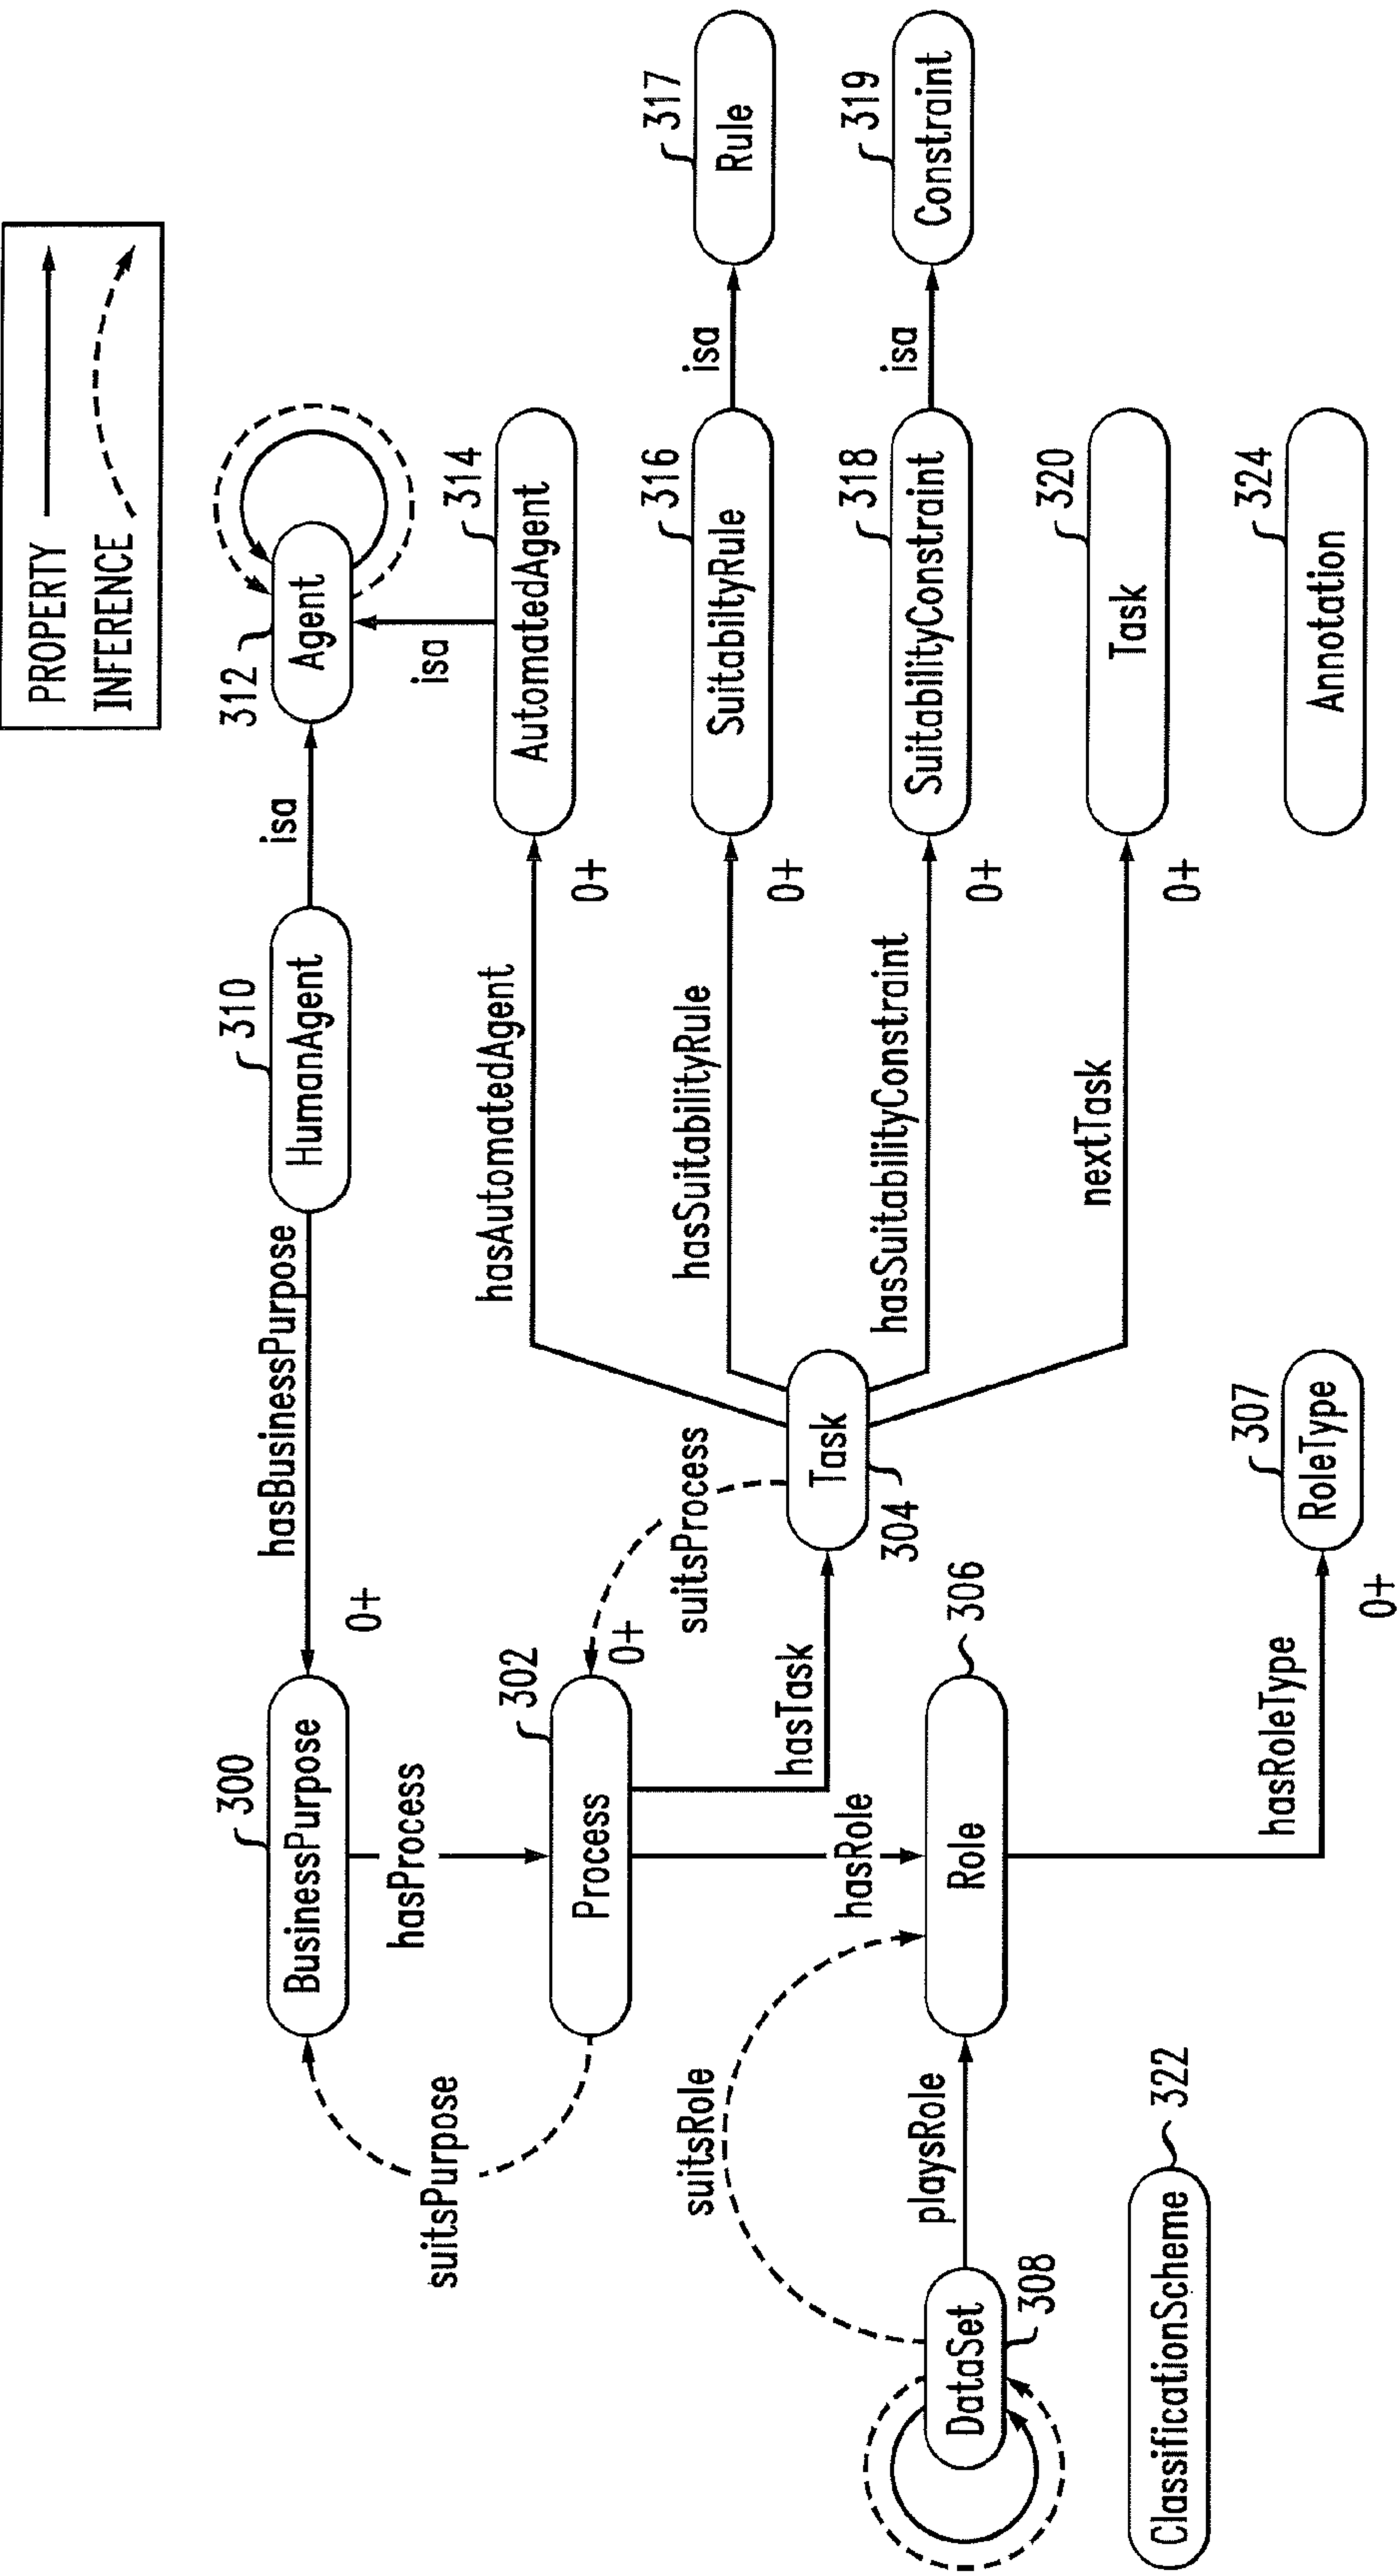 PROPERTY
INFERENCE
300
BusinessPurpose
hasBusinessPurpose
0+
310
HumanAgent
isa
312
Agent
isa
suitsPurpose
hasProcess
302
Process
0+
suitsProcess
hasAutomatedAgent
0+
314
AutomatedAgent
suitsRole
hasRole
hasTask
304
Task
hasSuitabilityRule
0+
316
SuitabilityRule
isa
317
Rule
308
DataSet
playsRole
306
Role
hasSuitabilityConstraint
0+
318
SuitabilityConstraint
isa
319
Constraint
nextTask
0+
320
Task
322
ClassificationScheme
hasRoleType
0+
307
RoleType
324
Annotation